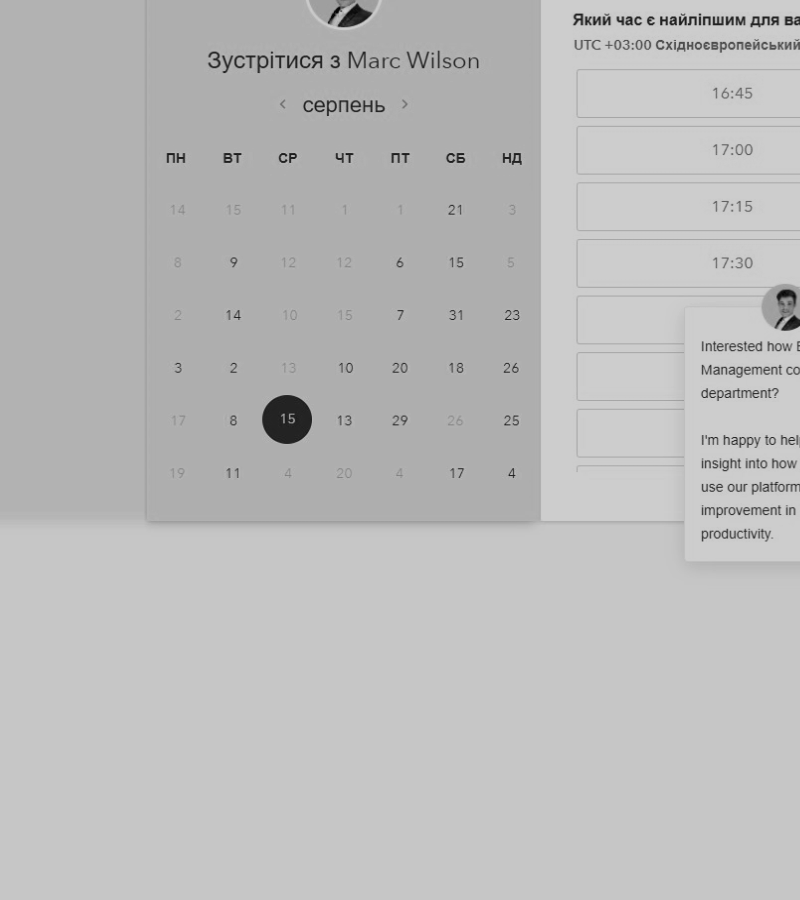 Зустрітися з Marc Wilson
серпень
ПН ВТ СР ЧТ ПТ СБ НД
14 15 11 1 1 21 3
8 9 12 12 6 15 5
2 14 10 15 7 31 23
3 2 13 10 20 18 26
17 8 15 13 29 26 25
19 11 4 20 4 17 4
Який час є найліпшим для ва
UTC +03:00 Східноєвропейський
16:45
17:00
17:15
17:30
Interested how
Management co
department?
I'm happy to hel
insight into how
use our platform
improvement in
productivity.